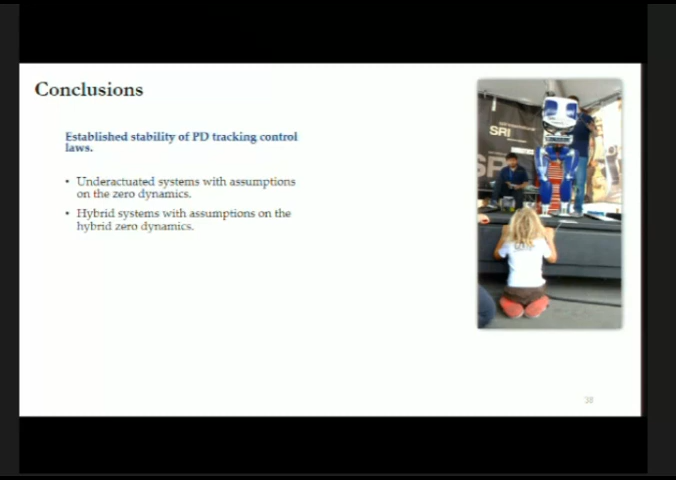 Conclusions
Established stability of PD tracking control
laws.
• Underactuated systems with assumptions
on the zero dynamics.
• Hybrid systems with assumptions on the
hybrid zero dynamics.
SRI
38